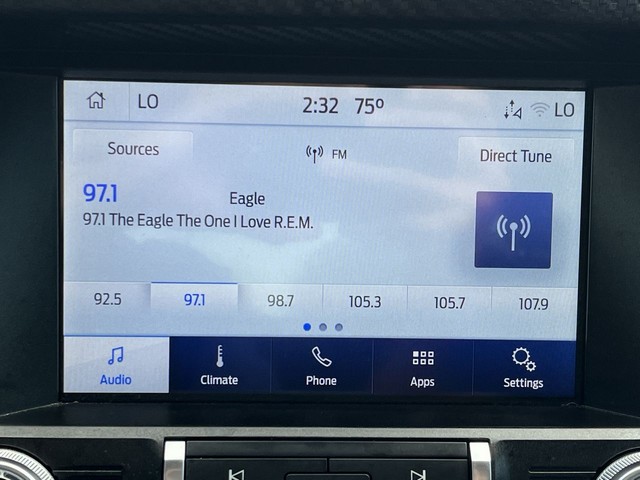 LO 2:32 75° LO
Sources FM Direct Tune
97.1 Eagle
97.1 The Eagle The One I Love R.E.M.
92.5 97.1 98.7 105.3 105.7 107.9
Audio Climate Phone Apps Settings